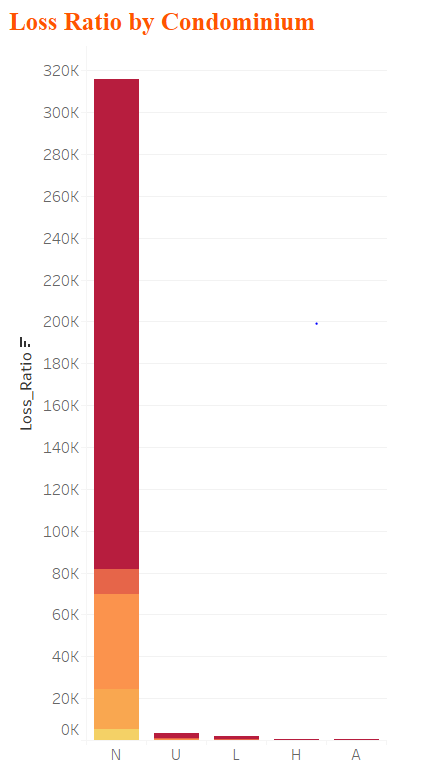 Loss Ratio by Condominium
320K
300K
280K
260K
240K
220K
200K
180K
160K
140K
120K
100K
80K
60K
40K
20K
0K
Loss_Ratio
N U L H A